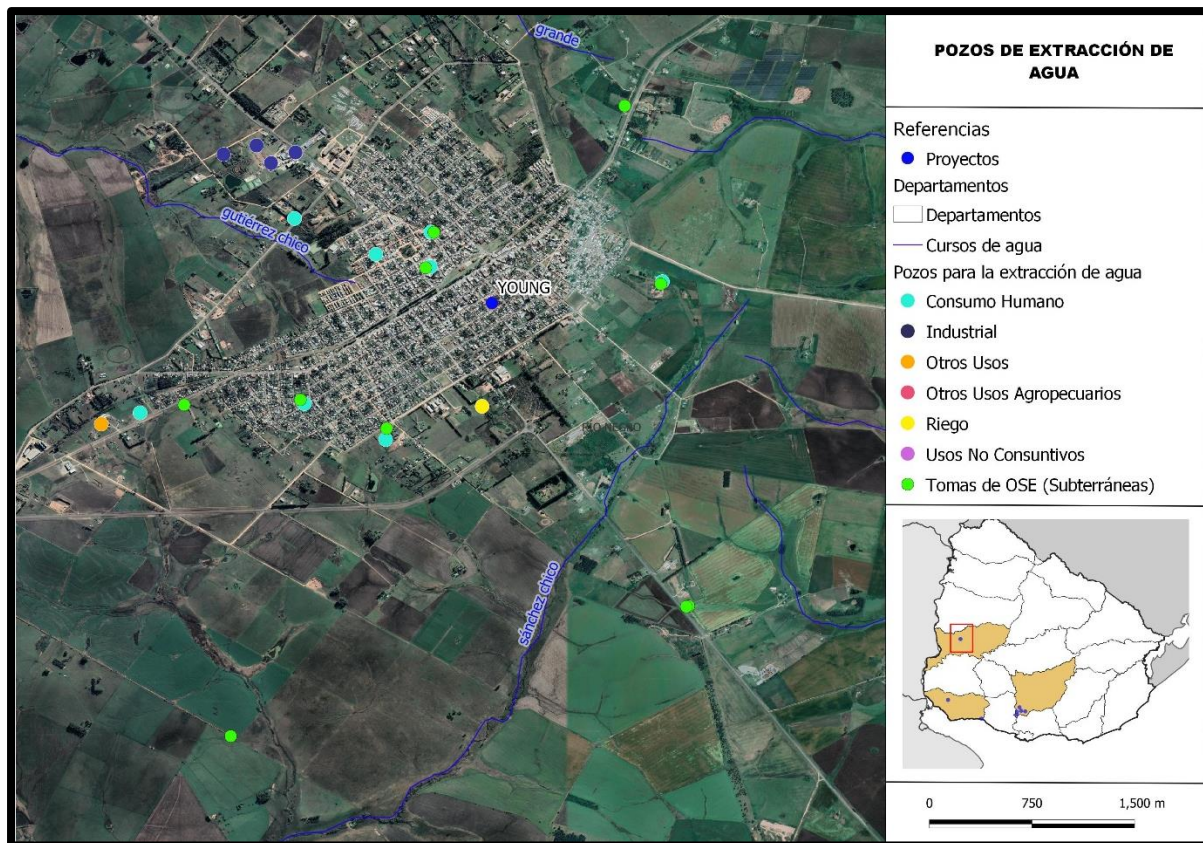 POZOS DE EXTRACCIÓN DE
AGUA
Referencias
Proyectos
Departamentos
Departamentos
Cursos de agua
Pozos para la extracción de agua
Consumo Humano
Industrial
Otros Usos
Otros Usos Agropecuarios
Riego
Usos No Consuntivos
Tomas de OSE (Subterráneas)
0 750 1,500 m
grande
gutiérrez chico
YOUNG
RIO NEGRO
sánchez chico